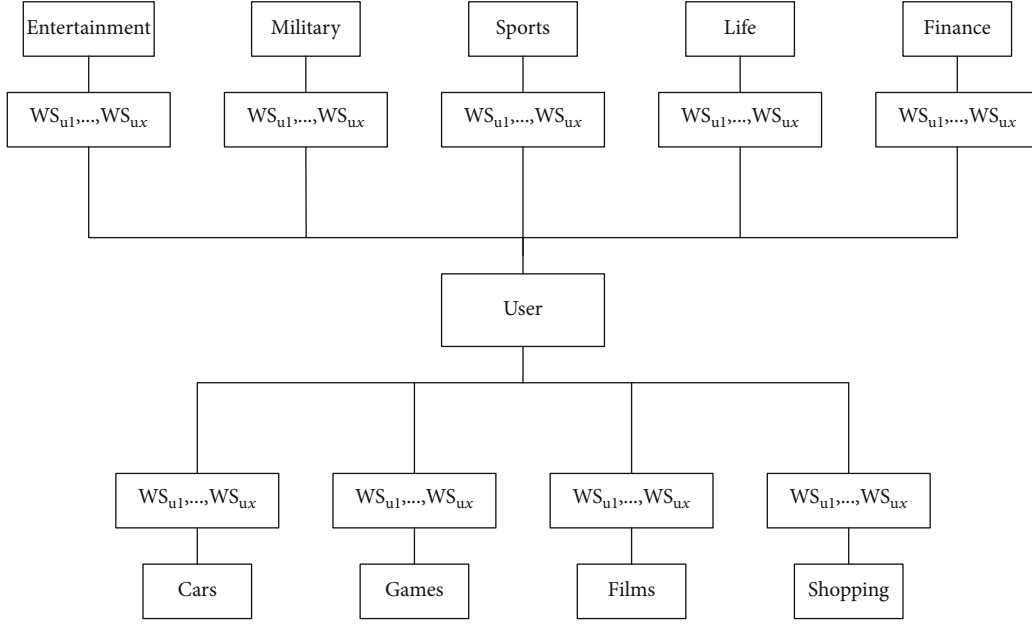 Entertainment
Military
Sports
Life
Finance
WSu1,...,WSux
WSu1,...,WSux
WSu1,...,WSux
WSu1,...,WSux
WSu1,...,WSux
User
WSu1,...,WSux
WSu1,...,WSux
WSu1,...,WSux
WSu1,...,WSux
Cars
Games
Films
Shopping